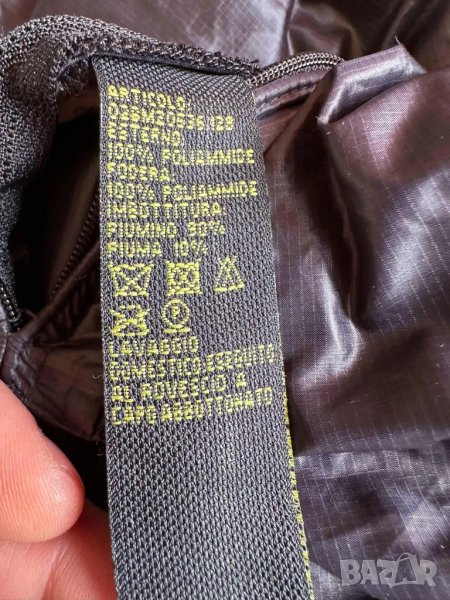 ARTICOLO
ESTERNO
100% POLIAMMIDE
FODERA
100% POLIAMMIDE
IMBOTTITURA
PIUMINO 90%
PIUMA 10%
P
LAVAGGIO
DOMESTICO ESEGUITO
AL ROVESCIO A
CAPO ABBOTTONATO
BAZAR